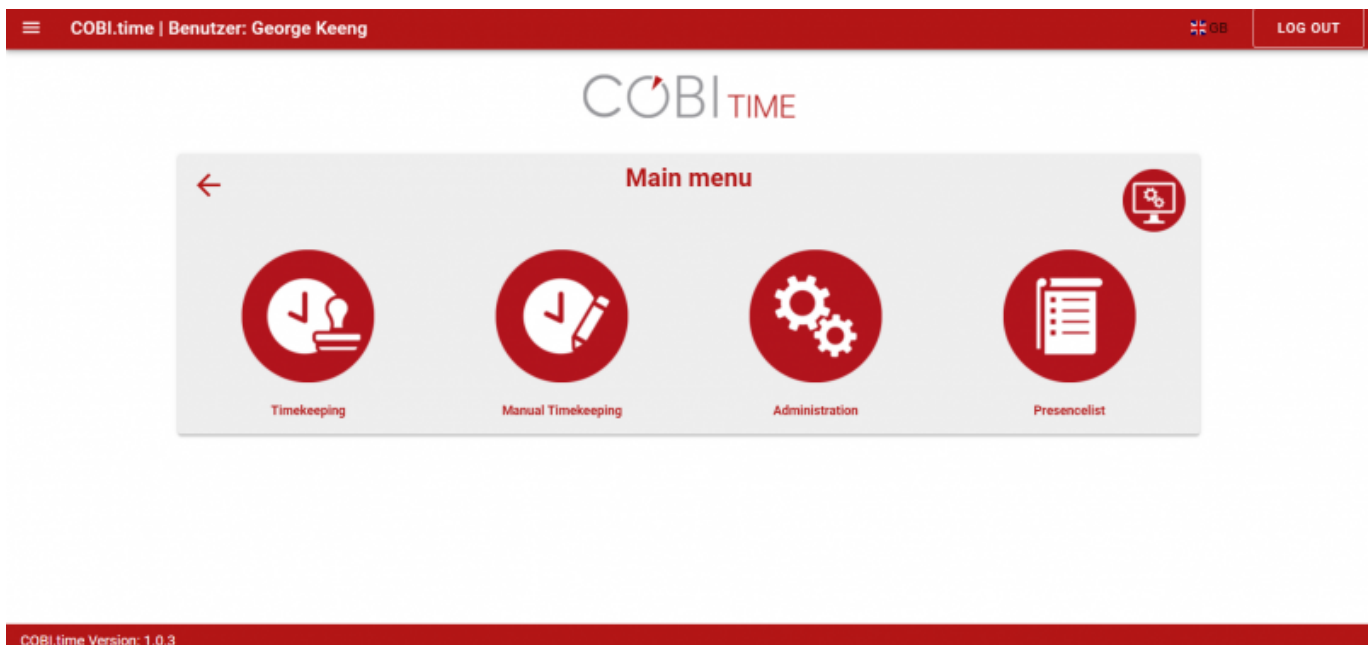 COBI.time | Benutzer: George Keeng
GB
LOG OUT
COBI TIME
Main menu
Timekeeping
Manual Timekeeping
Administration
Presencelist
COBI.time Version: 1.0.3